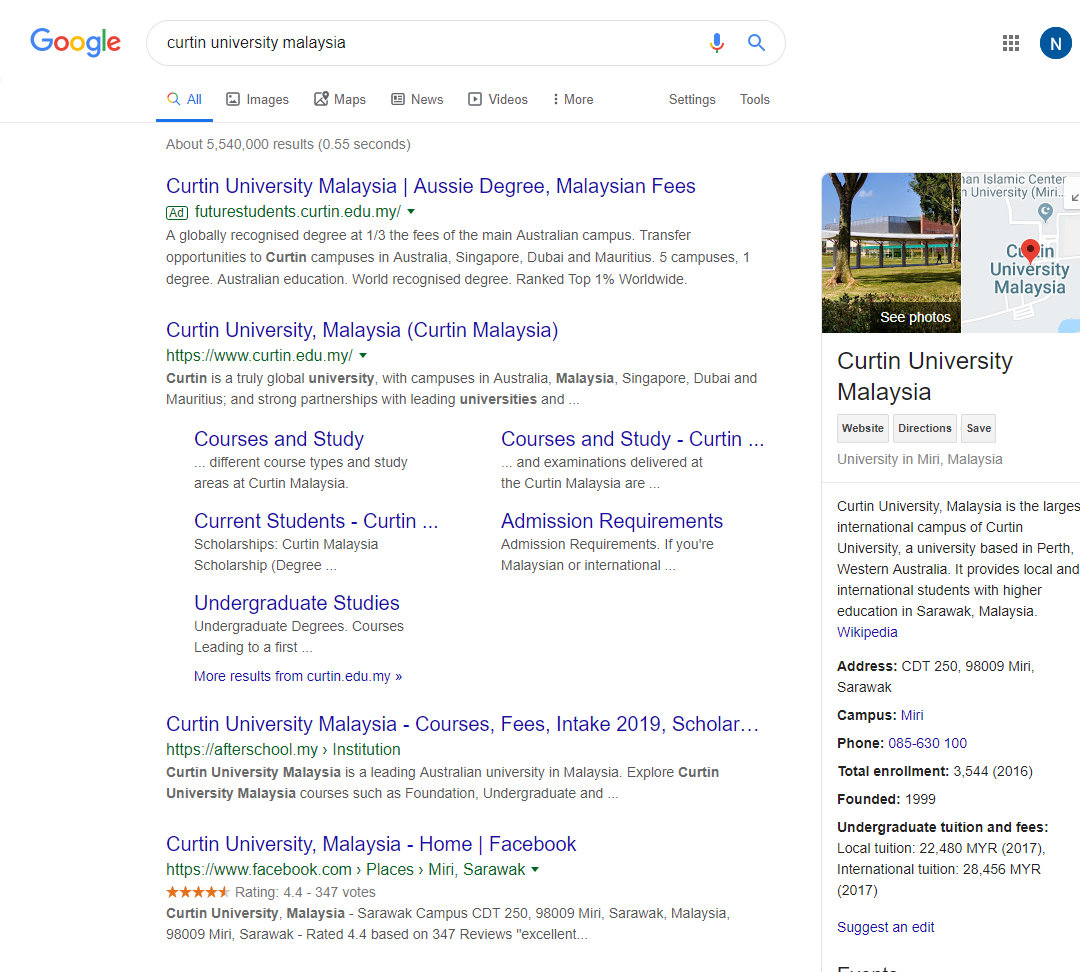 Google
curtin university malaysia
N
All
Images
Maps
News
Videos
More
Settings
Tools
About 5,540,000 results (0.55 seconds)
Curtin University Malaysia | Aussie Degree, Malaysian Fees
Ad futurestudents.curtin.edu.my/
A globally recognised degree at 1/3 the fees of the main Australian campus. Transfer
opportunities to Curtin campuses in Australia, Singapore, Dubai and Mauritius. 5 campuses, 1
degree. Australian education. World recognised degree. Ranked Top 1% Worldwide.
Curtin University, Malaysia (Curtin Malaysia)
https://www.curtin.edu.my/
Curtin is a truly global university, with campuses in Australia, Malaysia, Singapore, Dubai and
Mauritius; and strong partnerships with leading universities and ...
Courses and Study
... different course types and study
areas at Curtin Malaysia.
Courses and Study - Curtin ...
... and examinations delivered at
the Curtin Malaysia are ...
Current Students - Curtin ...
Scholarships: Curtin Malaysia
Scholarship (Degree ...
Admission Requirements
Admission Requirements. If you're
Malaysian or international ...
Undergraduate Studies
Undergraduate Degrees. Courses
Leading to a first ...
More results from curtin.edu.my »
Curtin University Malaysia - Courses, Fees, Intake 2019, Scholar…
https://afterschool.my › Institution
Curtin University Malaysia is a leading Australian university in Malaysia. Explore Curtin
University Malaysia courses such as Foundation, Undergraduate and ...
Curtin University, Malaysia - Home | Facebook
https://www.facebook.com › Places › Miri, Sarawak
Rating: 4.4 - 347 votes
Curtin University, Malaysia - Sarawak Campus CDT 250, 98009 Miri, Sarawak, Malaysia,
98009 Miri, Sarawak - Rated 4.4 based on 347 Reviews "excellent...
See photos
Islamic Center
University (Miri...
Curtin
University
Malaysia
Curtin University
Malaysia
Website
Directions
Save
University in Miri, Malaysia
Curtin University, Malaysia is the larges
international campus of Curtin
University, a university based in Perth,
Western Australia. It provides local and
international students with higher
education in Sarawak, Malaysia.
Wikipedia
Address: CDT 250, 98009 Miri,
Sarawak
Campus: Miri
Phone: 085-630 100
Total enrollment: 3,544 (2016)
Founded: 1999
Undergraduate tuition and fees:
Local tuition: 22,480 MYR (2017),
International tuition: 28,456 MYR
(2017)
Suggest an edit